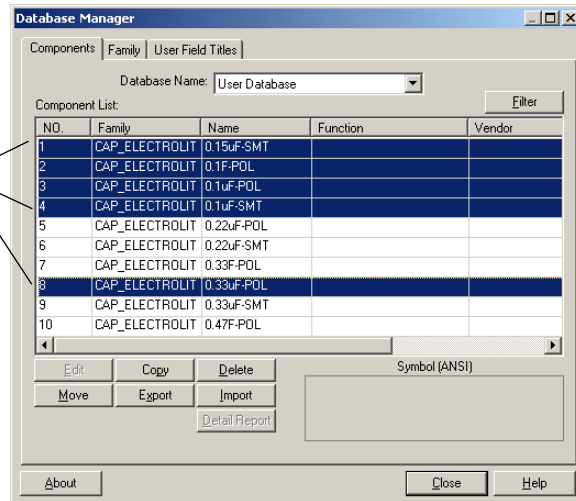 Database Manager
Components Family User Field Titles
Database Name: User Database
Component List: Filter
NO. Family Name Function Vendor
1 CAP_ELECTROLIT 0.15uF-SMT
2 CAP_ELECTROLIT 0.1F-POL
3 CAP_ELECTROLIT 0.1uF-POL
4 CAP_ELECTROLIT 0.1uF-SMT
5 CAP_ELECTROLIT 0.22uF-POL
6 CAP_ELECTROLIT 0.22uF-SMT
7 CAP_ELECTROLIT 0.33F-POL
8 CAP_ELECTROLIT 0.33uF-POL
9 CAP_ELECTROLIT 0.33uF-SMT
10 CAP_ELECTROLIT 0.47F-POL
Edit Copy Delete Symbol (ANSI)
Move Export Import
Detail Report
About Close Help